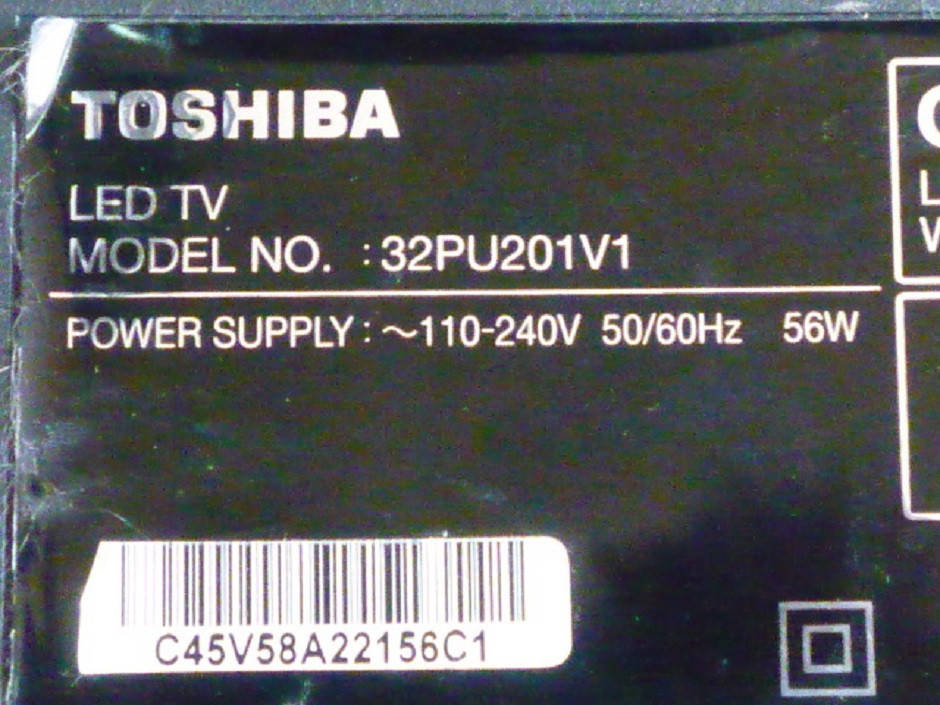 TOSHIBA
LED TV
MODEL NO. : 32PU201V1
POWER SUPPLY : ~110-240V 50/60Hz 56W
C45V58A22156C1